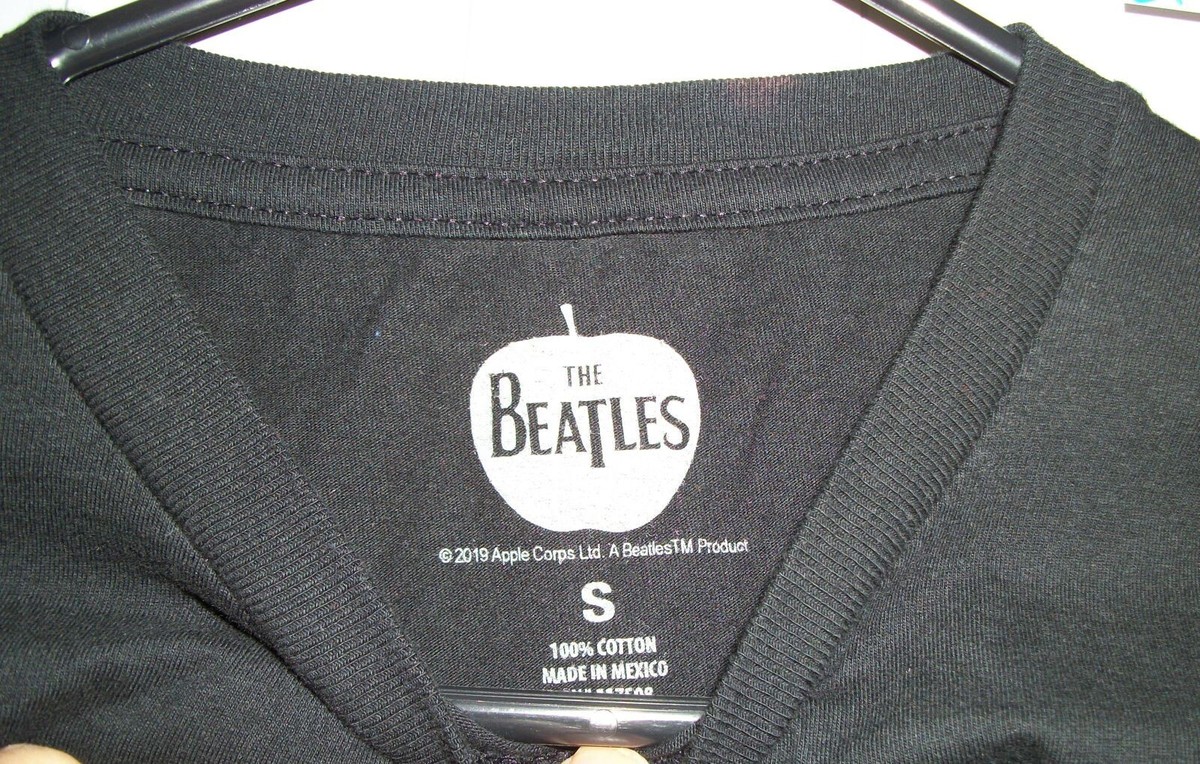 THE
BEATLES
© 2019 Apple Corps Ltd. A Beatles™ Product
S
100% COTTON
MADE IN MEXICO